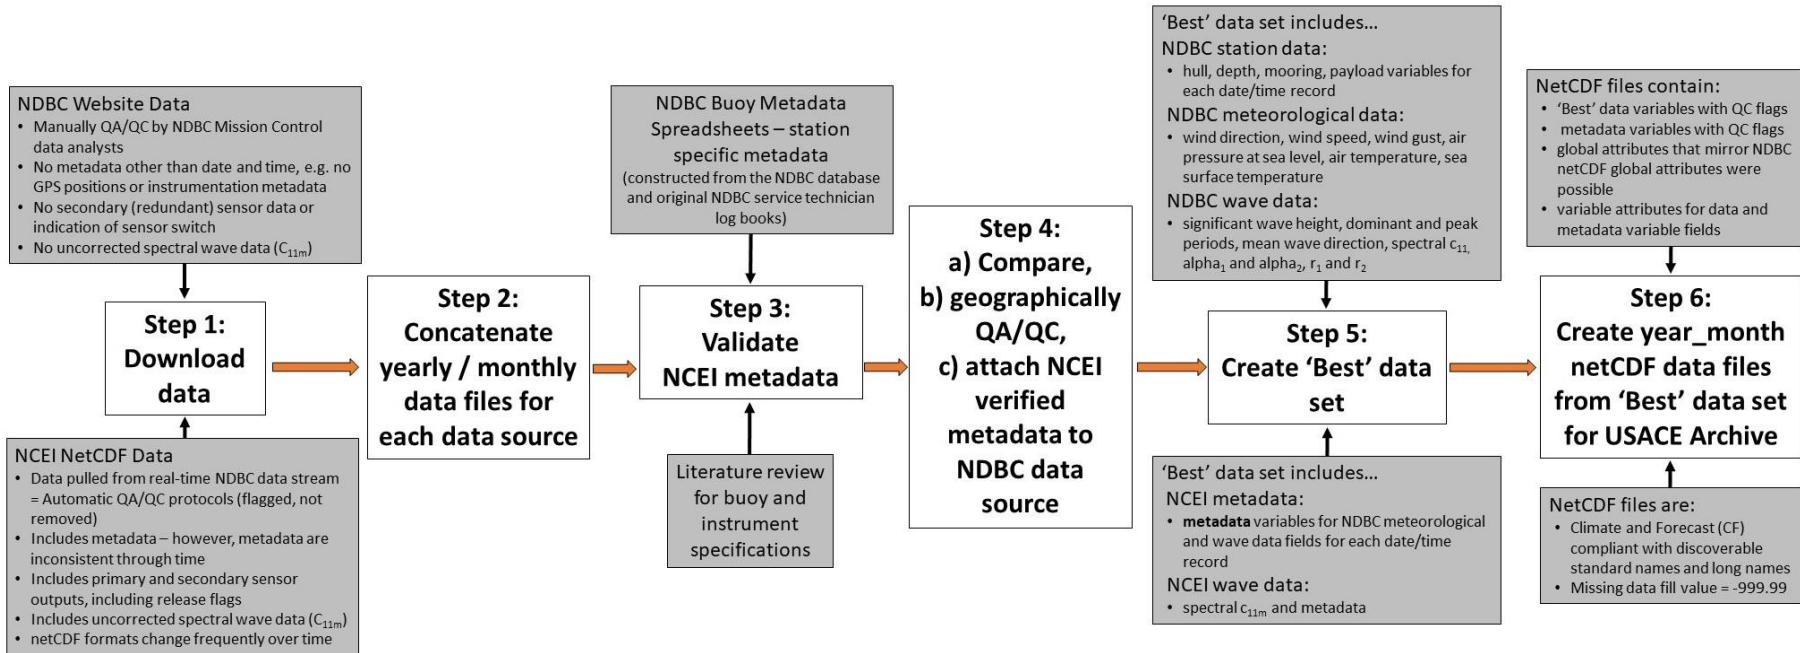 NDBC Website Data
• Manually QA/QC by NDBC Mission Control
data analysts
• No metadata other than date and time, e.g. no
GPS positions or instrumentation metadata
• No secondary (redundant) sensor data or
indication of sensor switch
• No uncorrected spectral wave data (C11m)
Step 1:
Download
data
NCEI NetCDF Data
• Data pulled from real-time NDBC data stream
= Automatic QA/QC protocols (flagged, not
removed)
• Includes metadata – however, metadata are
inconsistent through time
• Includes primary and secondary sensor
outputs, including release flags
• Includes uncorrected spectral wave data (C11m)
• netCDF formats change frequently over time
Step 2:
Concatenate
yearly / monthly
data files for
each data source
NDBC Buoy Metadata
Spreadsheets – station
specific metadata
(constructed from the NDBC database
and original NDBC service technician
log books)
Step 3:
Validate
NCEI metadata
Literature review
for buoy and
instrument
specifications
Step 4:
a) Compare,
b) geographically
QA/QC,
c) attach NCEI
verified
metadata to
NDBC data
source
‘Best’ data set includes...
NDBC station data:
• hull, depth, mooring, payload variables for
each date/time record
NDBC meteorological data:
• wind direction, wind speed, wind gust, air
pressure at sea level, air temperature, sea
surface temperature
NDBC wave data:
• significant wave height, dominant and peak
periods, mean wave direction, spectral c11,
alpha1 and alpha2, r1 and r2
Step 5:
Create ‘Best’ data
set
‘Best’ data set includes...
NCEI metadata:
• metadata variables for NDBC meteorological
and wave data fields for each date/time
record
NCEI wave data:
• spectral c11m and metadata
NetCDF files contain:
• ‘Best’ data variables with QC flags
• metadata variables with QC flags
• global attributes that mirror NDBC
netCDF global attributes were
possible
• variable attributes for data and
metadata variable fields
Step 6:
Create year_month
netCDF data files
from ‘Best’ data set
for USACE Archive
NetCDF files are:
• Climate and Forecast (CF)
compliant with discoverable
standard names and long names
• Missing data fill value = -999.99